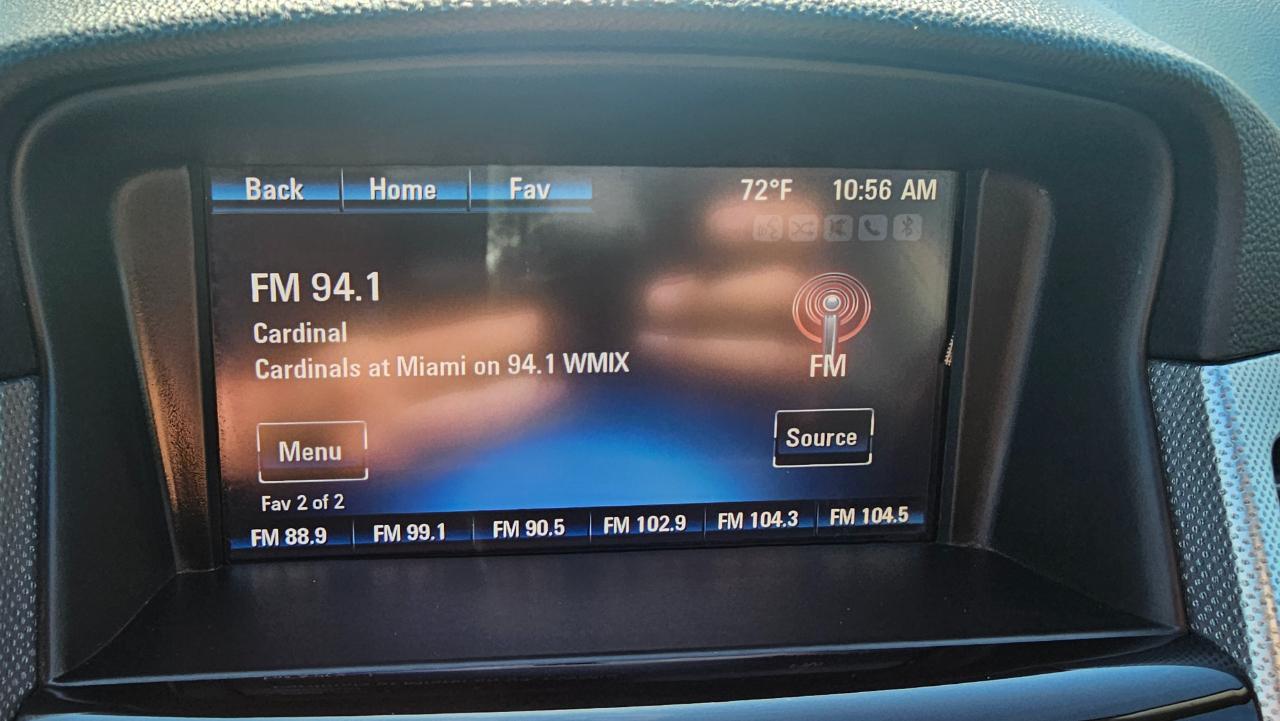 Back Home Fav 72°F 10:56 AM
FM 94.1
Cardinal
Cardinals at Miami on 94.1 WMIX
FM
Menu
Source
Fav 2 of 2
FM 88.9 FM 99.1 FM 90.5 FM 102.9 FM 104.3 FM 104.5